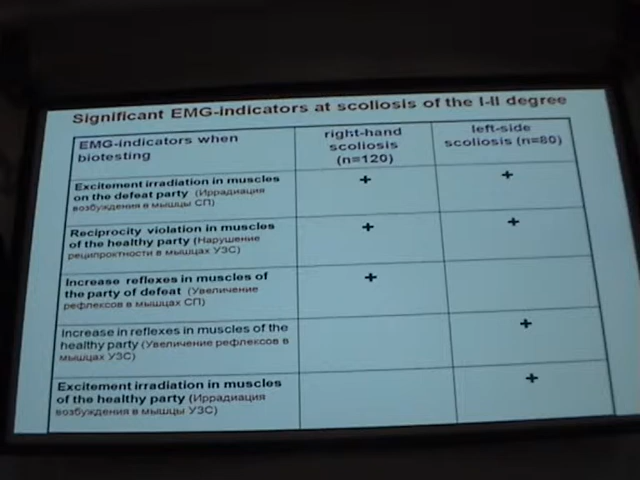 Significant EMG-indicators at scoliosis of the I-II degree
EMG-indicators when
biotesting
right-hand
scoliosis
(n=120)
left-side
scoliosis (n=80)
Excitement irradiation in muscles
on the defeat party (Иррадиация
возбуждения в мышцы СП)
+
+
Reciprocity violation in muscles
of the healthy party (Нарушение
реципроктности в мышцах УЗС)
+
+
Increase reflexes in muscles of
the party of defeat (Увеличение
рефлексов в мышцах СП)
+
Increase in reflexes in muscles of the
healthy party (Увеличение рефлексов в
мышцах УЗС)
+
Excitement irradiation in muscles
of the healthy party (Иррадиация
возбуждения в мышцы УЗС)
+